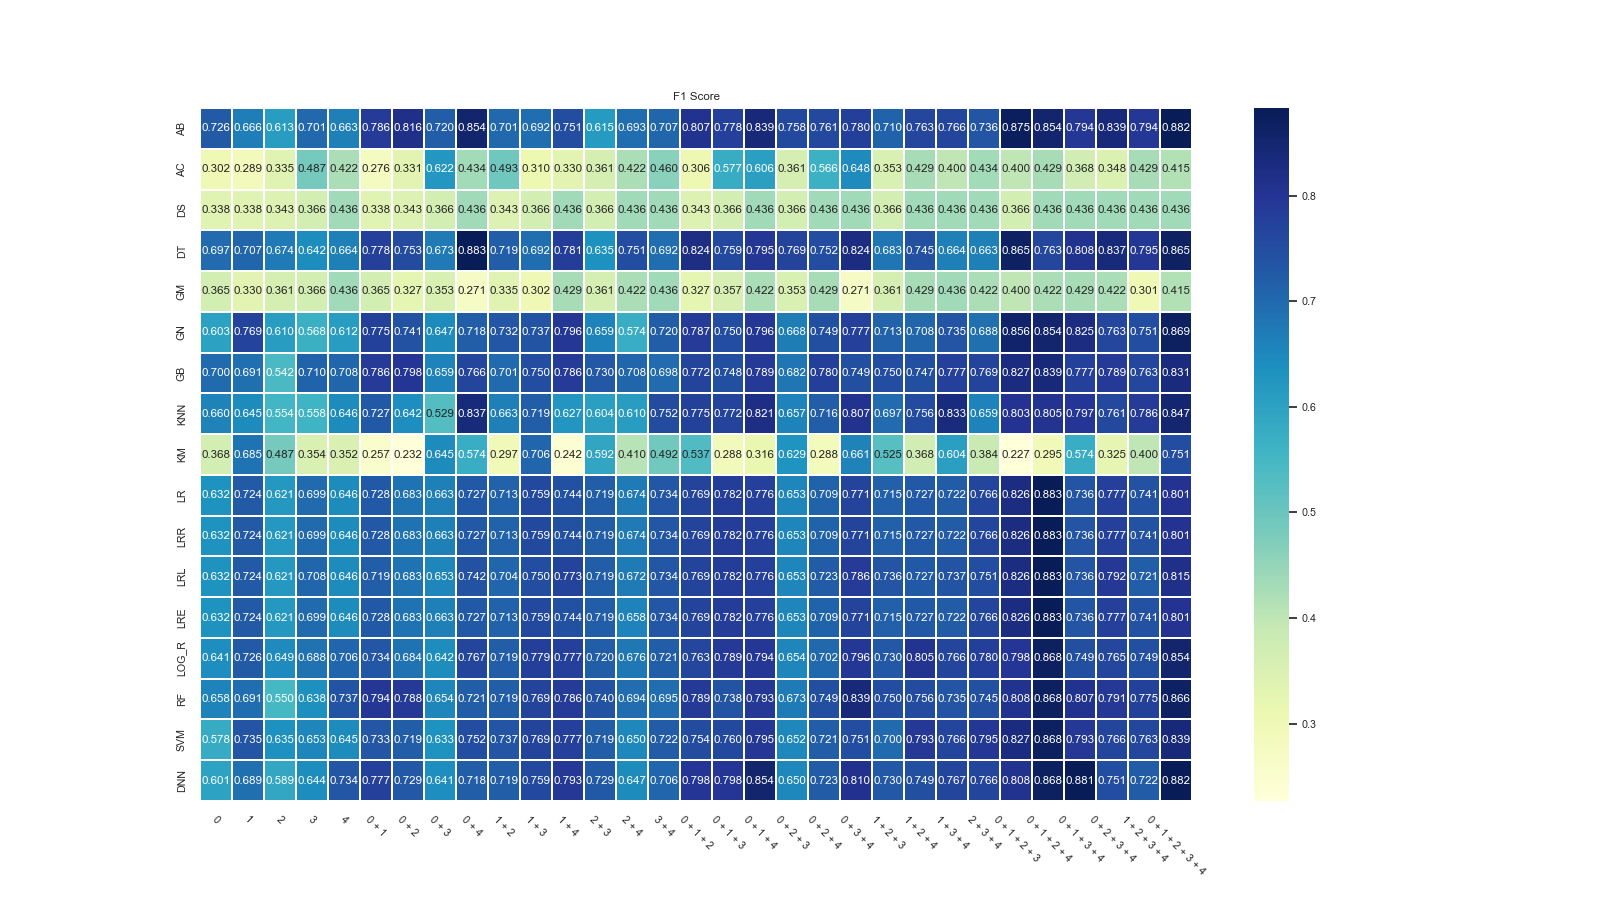 F1 Score
AB 0.726 0.666 0.613 0.701 0.663 0.786 0.816 0.720 0.854 0.701 0.692 0.751 0.615 0.693 0.707 0.807 0.778 0.839 0.758 0.761 0.780 0.710 0.763 0.766 0.736 0.875 0.854 0.794 0.839 0.794 0.882
AC 0.302 0.289 0.335 0.487 0.422 0.276 0.331 0.622 0.434 0.493 0.310 0.330 0.361 0.422 0.460 0.306 0.577 0.606 0.361 0.566 0.648 0.353 0.429 0.400 0.434 0.400 0.429 0.368 0.348 0.429 0.415
DS 0.338 0.338 0.343 0.366 0.436 0.338 0.343 0.366 0.436 0.343 0.366 0.436 0.366 0.436 0.436 0.343 0.366 0.436 0.366 0.436 0.436 0.366 0.436 0.436 0.436 0.366 0.436 0.436 0.436 0.436 0.436
DT 0.697 0.707 0.674 0.642 0.664 0.778 0.753 0.673 0.883 0.719 0.692 0.781 0.635 0.751 0.692 0.824 0.759 0.795 0.769 0.752 0.824 0.683 0.745 0.664 0.663 0.865 0.763 0.808 0.837 0.795 0.865
GM 0.365 0.330 0.361 0.366 0.436 0.365 0.327 0.353 0.271 0.335 0.302 0.429 0.361 0.422 0.436 0.327 0.357 0.422 0.353 0.429 0.271 0.361 0.429 0.436 0.422 0.400 0.422 0.429 0.422 0.301 0.415
GN 0.603 0.769 0.610 0.568 0.612 0.775 0.741 0.647 0.718 0.732 0.737 0.796 0.659 0.574 0.720 0.787 0.750 0.796 0.668 0.749 0.777 0.713 0.708 0.735 0.688 0.856 0.854 0.825 0.763 0.751 0.869
GB 0.700 0.691 0.542 0.710 0.708 0.786 0.798 0.659 0.766 0.701 0.750 0.786 0.730 0.708 0.698 0.772 0.748 0.789 0.682 0.780 0.749 0.750 0.747 0.777 0.769 0.827 0.839 0.777 0.789 0.763 0.831
KNN 0.660 0.645 0.554 0.558 0.646 0.727 0.642 0.529 0.837 0.663 0.719 0.627 0.604 0.610 0.752 0.775 0.772 0.821 0.657 0.716 0.807 0.697 0.756 0.833 0.659 0.803 0.805 0.797 0.761 0.786 0.847
KM 0.368 0.685 0.487 0.354 0.352 0.257 0.232 0.645 0.574 0.297 0.706 0.242 0.592 0.410 0.492 0.537 0.288 0.316 0.629 0.288 0.661 0.525 0.368 0.604 0.384 0.227 0.295 0.574 0.325 0.400 0.751
LR 0.632 0.724 0.621 0.699 0.646 0.728 0.683 0.663 0.727 0.713 0.759 0.744 0.719 0.674 0.734 0.769 0.782 0.776 0.653 0.709 0.771 0.715 0.727 0.722 0.766 0.826 0.883 0.736 0.777 0.741 0.801
LRR 0.632 0.724 0.621 0.699 0.646 0.728 0.683 0.663 0.727 0.713 0.759 0.744 0.719 0.674 0.734 0.769 0.782 0.776 0.653 0.709 0.771 0.715 0.727 0.722 0.766 0.826 0.883 0.736 0.777 0.741 0.801
LRL 0.632 0.724 0.621 0.708 0.646 0.719 0.683 0.653 0.742 0.704 0.750 0.773 0.719 0.672 0.734 0.769 0.782 0.776 0.653 0.723 0.786 0.736 0.727 0.737 0.751 0.826 0.883 0.736 0.792 0.721 0.815
LRE 0.632 0.724 0.621 0.699 0.646 0.728 0.683 0.663 0.727 0.713 0.759 0.744 0.719 0.658 0.734 0.769 0.782 0.776 0.653 0.709 0.771 0.715 0.727 0.722 0.766 0.826 0.883 0.736 0.777 0.741 0.801
LOG_R 0.641 0.726 0.649 0.688 0.706 0.734 0.684 0.642 0.767 0.719 0.779 0.777 0.720 0.676 0.721 0.763 0.789 0.794 0.654 0.702 0.796 0.730 0.805 0.766 0.780 0.798 0.868 0.749 0.765 0.749 0.854
RF 0.658 0.691 0.550 0.638 0.737 0.794 0.788 0.654 0.721 0.719 0.769 0.786 0.740 0.694 0.695 0.789 0.738 0.793 0.673 0.749 0.839 0.750 0.756 0.735 0.745 0.808 0.868 0.807 0.791 0.775 0.866
SVM 0.578 0.735 0.635 0.653 0.645 0.733 0.719 0.633 0.752 0.737 0.769 0.777 0.719 0.650 0.722 0.754 0.760 0.795 0.652 0.721 0.751 0.700 0.793 0.766 0.795 0.827 0.868 0.793 0.766 0.763 0.839
DNN 0.601 0.689 0.589 0.644 0.734 0.777 0.729 0.641 0.718 0.719 0.759 0.793 0.729 0.647 0.706 0.798 0.798 0.854 0.650 0.723 0.810 0.730 0.749 0.767 0.766 0.808 0.868 0.881 0.751 0.722 0.882
0 1 2 3 4 0+1 0+2 0+3 0+4 1+2 1+3 1+4 2+3 2+4 3+4 0+1+2 0+1+3 0+1+4 0+2+3 0+2+4 0+3+4 1+2+3 1+2+4 1+3+4 2+3+4 0+1+2+3 0+1+2+4 0+1+3+4 0+2+3+4 1+2+3+4 0+1+2+3+4
0.8
0.7
0.6
0.5
0.4
0.3